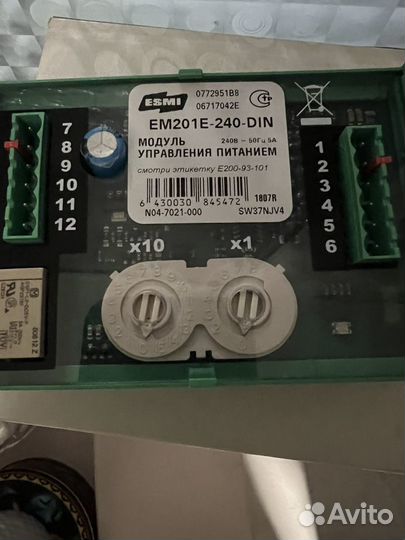 ESMI
0772951B8
06717042E
EM201E-240-DIN
МОДУЛЬ
УПРАВЛЕНИЯ ПИТАНИЕМ
240В ~ 50Гц 5А
смотри этикетку E200-93-101
6 430030 845472
1807R
N04-7021-000
SW37NJV4
7
8
9
10
11
12
1
2
3
4
5
6
x10
x1
Avito